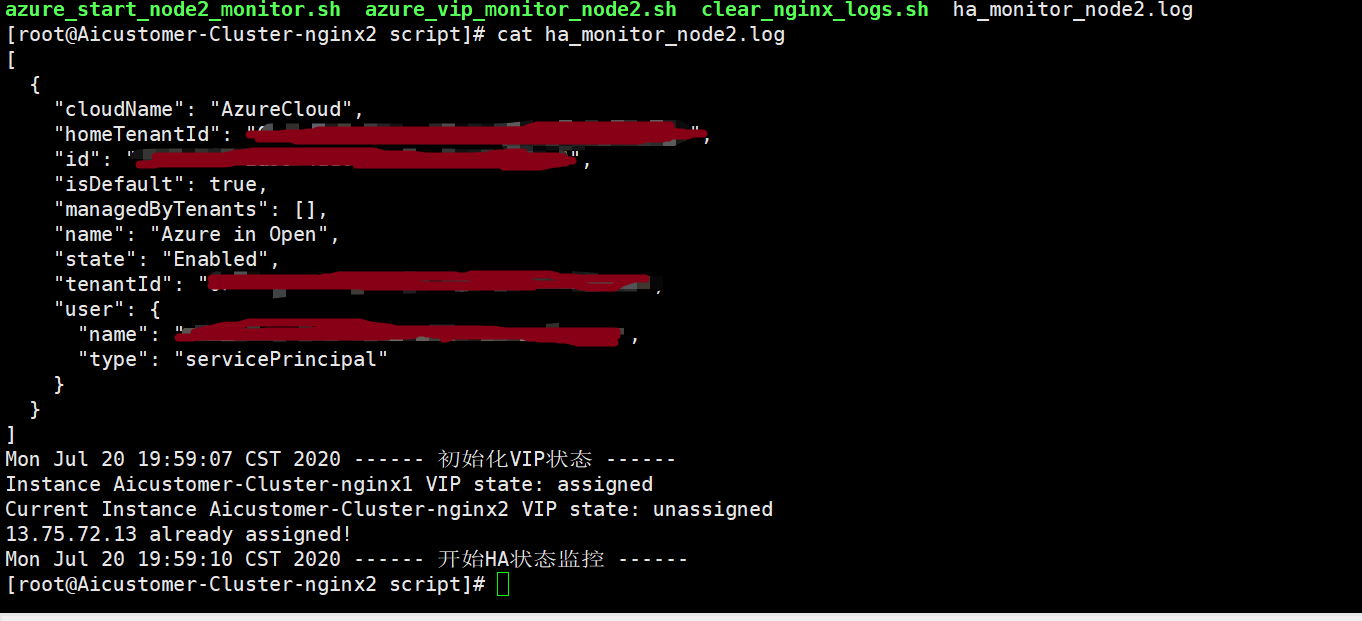 azure_start_node2_monitor.sh  azure_vip_monitor_node2.sh  clear_nginx_logs.sh  ha_monitor_node2.log
[root@Aicustomer-Cluster-nginx2 script]# cat ha_monitor_node2.log
[
  {
    "cloudName": "AzureCloud",
    "homeTenantId": "",
    "id": "",
    "isDefault": true,
    "managedByTenants": [],
    "name": "Azure in Open",
    "state": "Enabled",
    "tenantId": " ,
    "user": {
      "name": " ,
      "type": "servicePrincipal"
    }
  }
]
Mon Jul 20 19:59:07 CST 2020 ------ 初始化VIP状态 ------
Instance Aicustomer-Cluster-nginx1 VIP state: assigned
Current Instance Aicustomer-Cluster-nginx2 VIP state: unassigned
13.75.72.13 already assigned!
Mon Jul 20 19:59:10 CST 2020 ------ 开始HA状态监控 ------
[root@Aicustomer-Cluster-nginx2 script]#